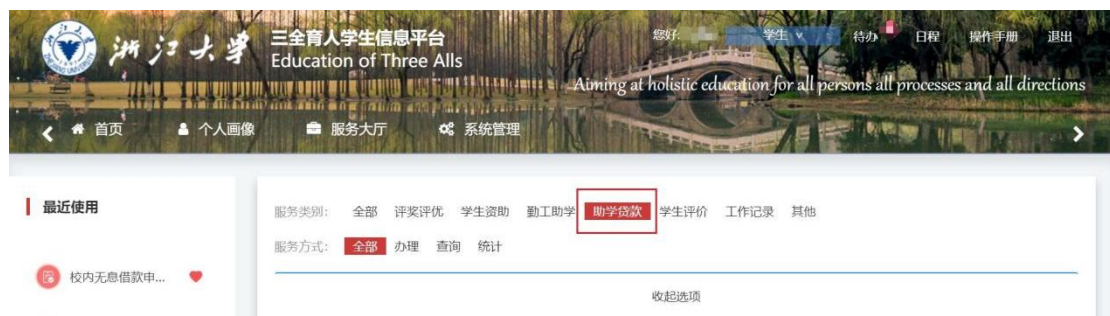 浙江大学
三全育人学生信息平台
Education of Three Alls
您好: 学生 待办 日程 操作手册 退出
Aiming at holistic education for all persons all processes and all directions
首页 个人画像 服务大厅 系统管理
最近使用
服务类别: 全部 评奖评优 学生资助 勤工助学 助学贷款 学生评价 工作记录 其他
服务方式: 全部 办理 查询 统计
校内无息借款申...
收起选项